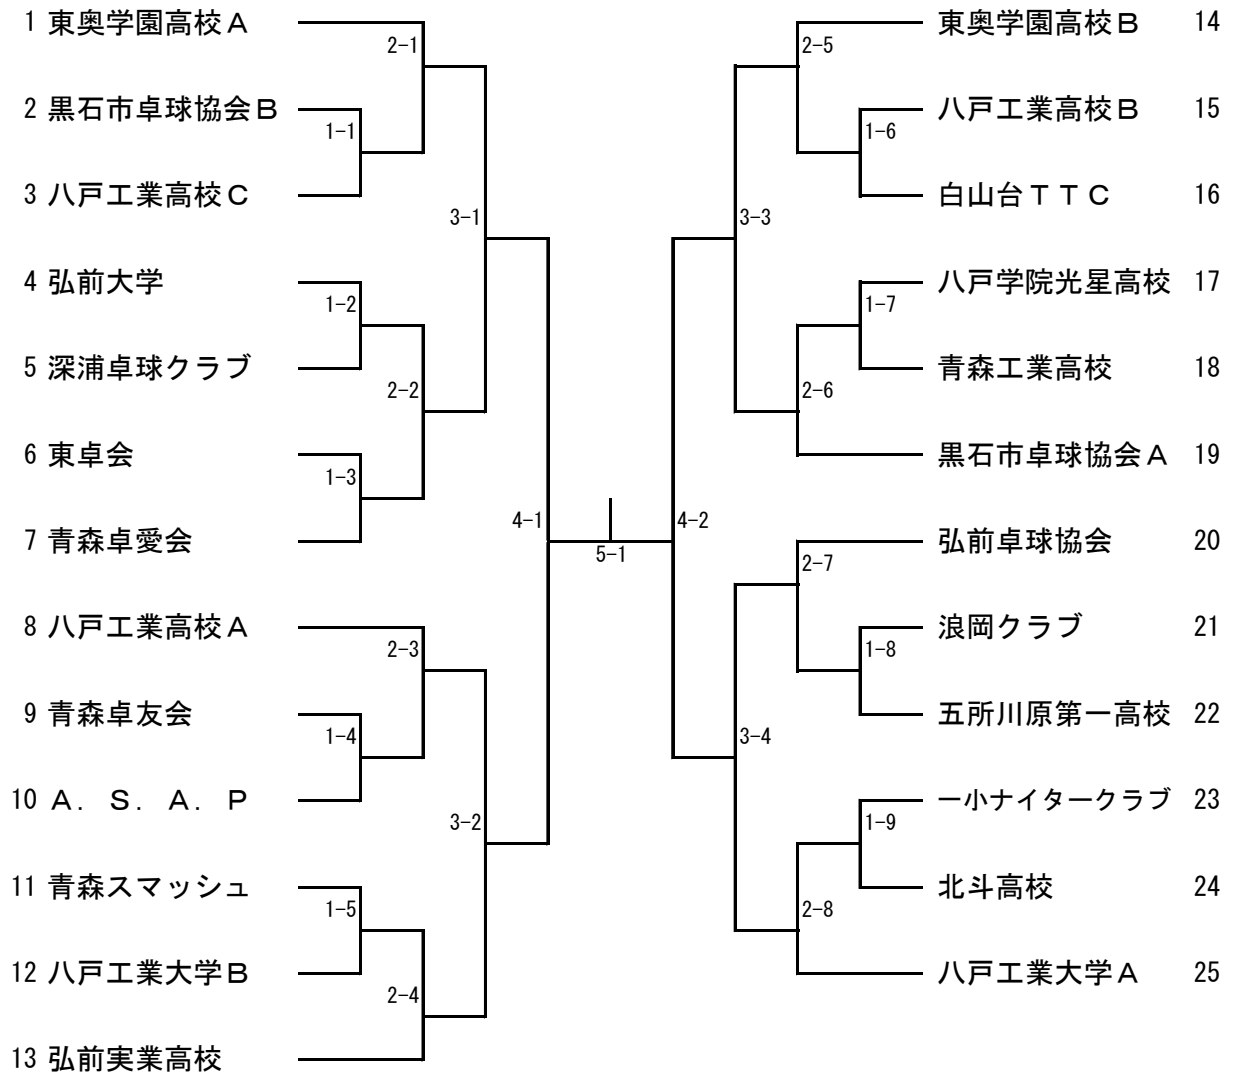 1 東奥学園高校Ａ
2 黒石市卓球協会Ｂ
3 八戸工業高校Ｃ
4 弘前大学
5 深浦卓球クラブ
6 東卓会
7 青森卓愛会
8 八戸工業高校Ａ
9 青森卓友会
10 Ａ．Ｓ．Ａ．Ｐ
11 青森スマッシュ
12 八戸工業大学Ｂ
13 弘前実業高校
1-1
1-2
1-3
1-4
1-5
2-1
2-2
2-3
2-4
3-1
3-2
4-1
5-1
4-2
3-3
3-4
2-5
2-6
2-7
2-8
1-6
1-7
1-8
1-9
東奥学園高校Ｂ 14
八戸工業高校Ｂ 15
白山台ＴＴＣ 16
八戸学院光星高校 17
青森工業高校 18
黒石市卓球協会Ａ 19
弘前卓球協会 20
浪岡クラブ 21
五所川原第一高校 22
一小ナイタークラブ 23
北斗高校 24
八戸工業大学Ａ 25